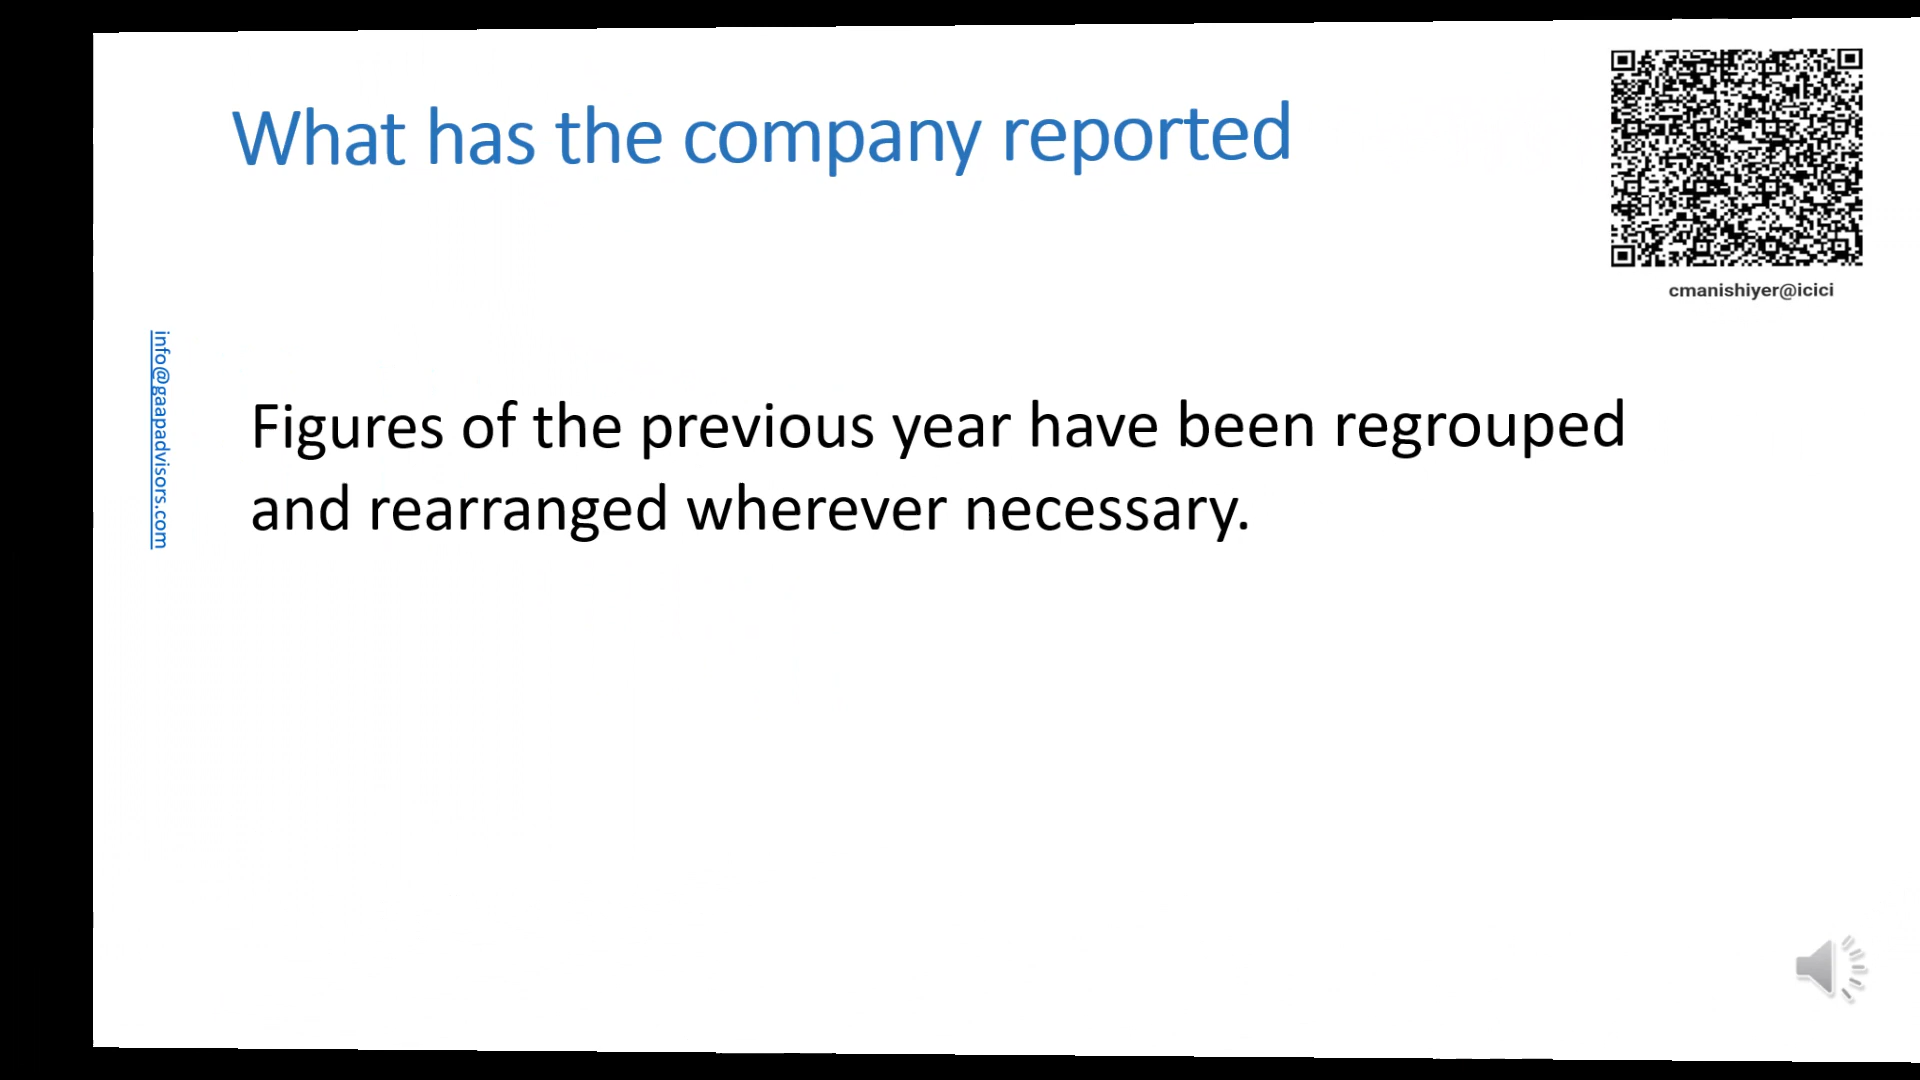 What has the company reported
cmanishiyer@icici
info@gaapadvisors.com
Figures of the previous year have been regrouped
and rearranged wherever necessary.